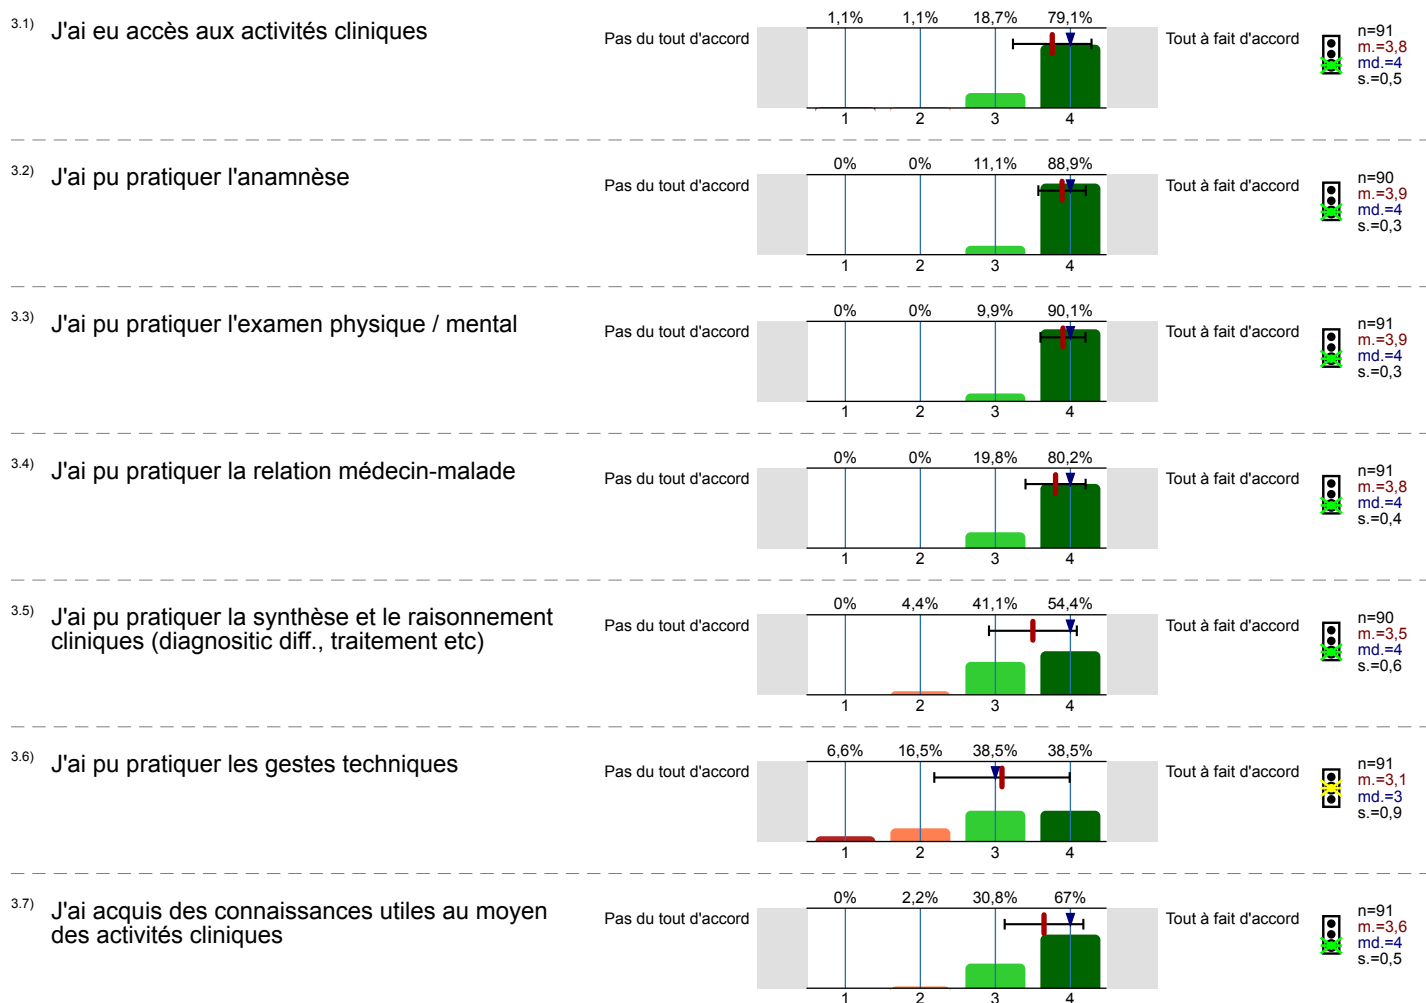 3.1) J'ai eu accès aux activités cliniques
Pas du tout d'accord
1,1% 1,1% 18,7% 79,1%
1 2 3 4
Tout à fait d'accord
n=91
m.=3,8
md.=4
s.=0,5
3.2) J'ai pu pratiquer l'anamnèse
Pas du tout d'accord
0% 0% 11,1% 88,9%
1 2 3 4
Tout à fait d'accord
n=90
m.=3,9
md.=4
s.=0,3
3.3) J'ai pu pratiquer l'examen physique / mental
Pas du tout d'accord
0% 0% 9,9% 90,1%
1 2 3 4
Tout à fait d'accord
n=91
m.=3,9
md.=4
s.=0,3
3.4) J'ai pu pratiquer la relation médecin-malade
Pas du tout d'accord
0% 0% 19,8% 80,2%
1 2 3 4
Tout à fait d'accord
n=91
m.=3,8
md.=4
s.=0,4
3.5) J'ai pu pratiquer la synthèse et le raisonnement
cliniques (diagnositic diff., traitement etc)
Pas du tout d'accord
0% 4,4% 41,1% 54,4%
1 2 3 4
Tout à fait d'accord
n=90
m.=3,5
md.=4
s.=0,6
3.6) J'ai pu pratiquer les gestes techniques
Pas du tout d'accord
6,6% 16,5% 38,5% 38,5%
1 2 3 4
Tout à fait d'accord
n=91
m.=3,1
md.=3
s.=0,9
3.7) J'ai acquis des connaissances utiles au moyen
des activités cliniques
Pas du tout d'accord
0% 2,2% 30,8% 67%
1 2 3 4
Tout à fait d'accord
n=91
m.=3,6
md.=4
s.=0,5